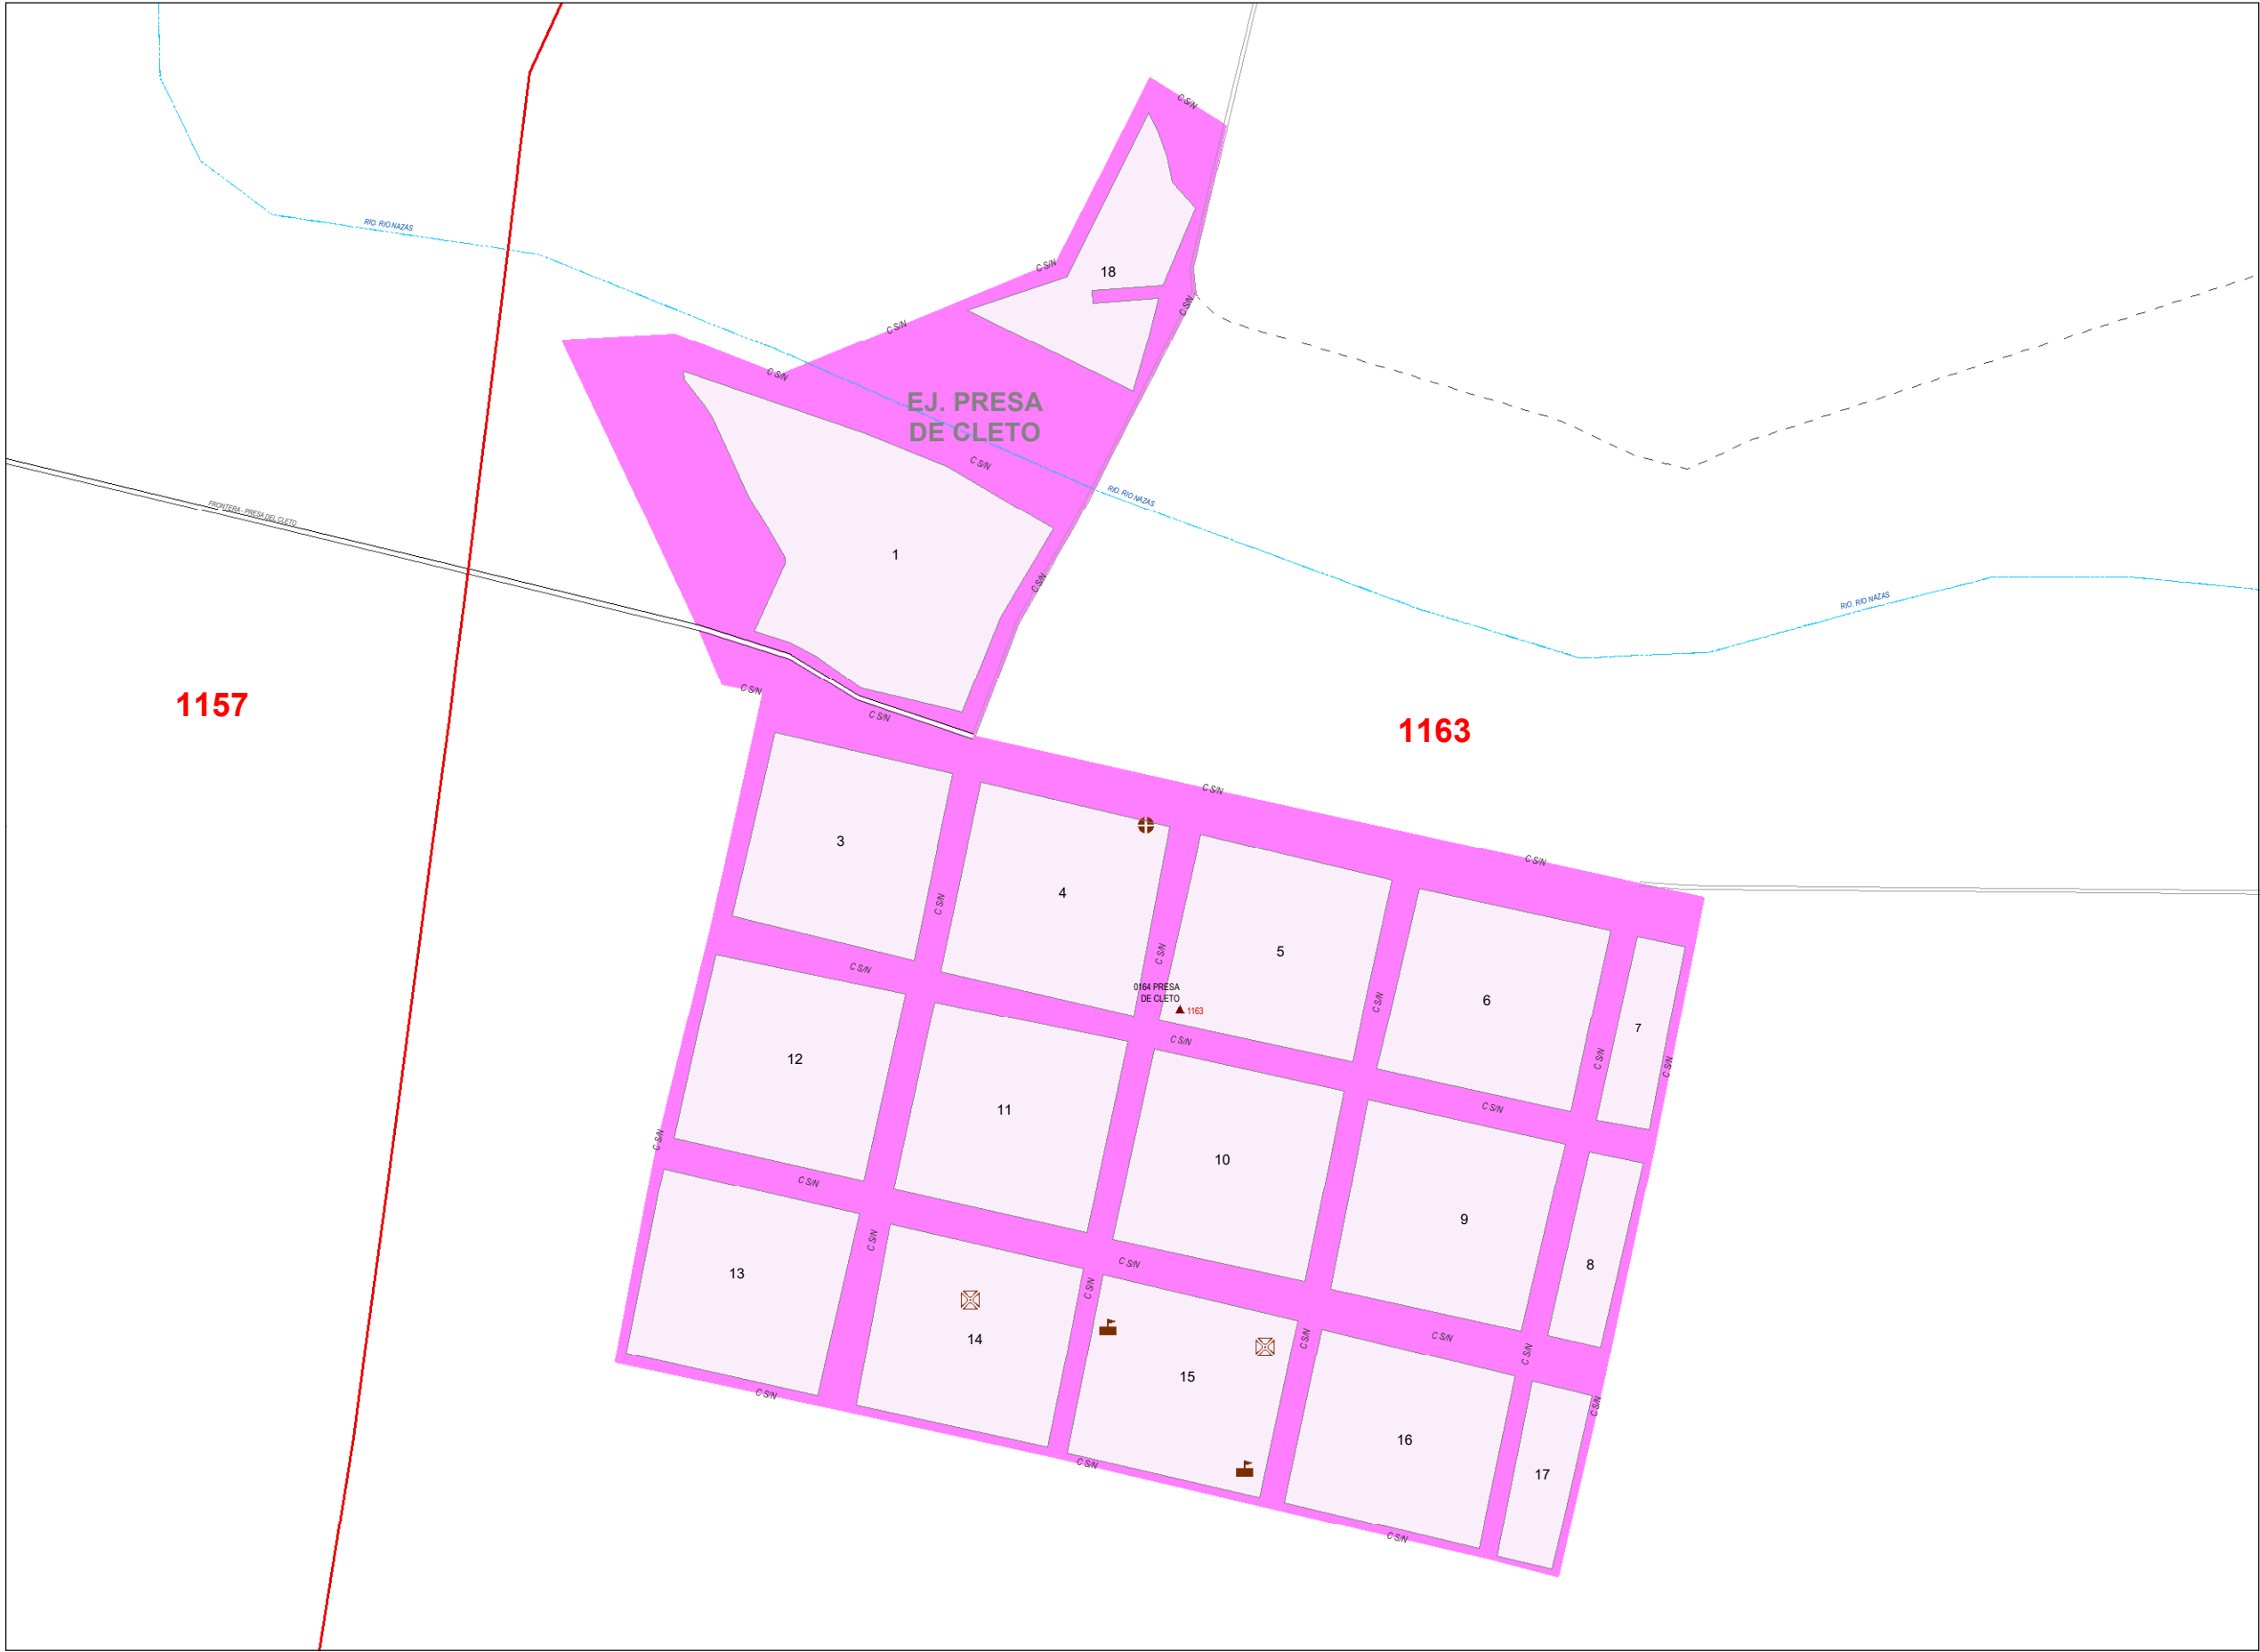 C S/N
RIO. RIO NAZAS
C S/N
18
C S/N
C S/N
C S/N
EJ. PRESA
DE CLETO
C S/N
RIO. RIO NAZAS
FRONTERA - PRESA DEL CLETO
1
C S/N
RIO. RIO NAZAS
1157
C S/N
C S/N
1163
C S/N
3
C S/N
4
C S/N
C S/N
5
C S/N
0164 PRESA
DE CLETO
1163
C S/N
6
7
C S/N
12
C S/N
C S/N
C S/N
11
C S/N
C S/N
10
C S/N
9
C S/N
C S/N
8
13
C S/N
14
C S/N
C S/N
C S/N
15
C S/N
C S/N
C S/N
16
C S/N
17
C S/N